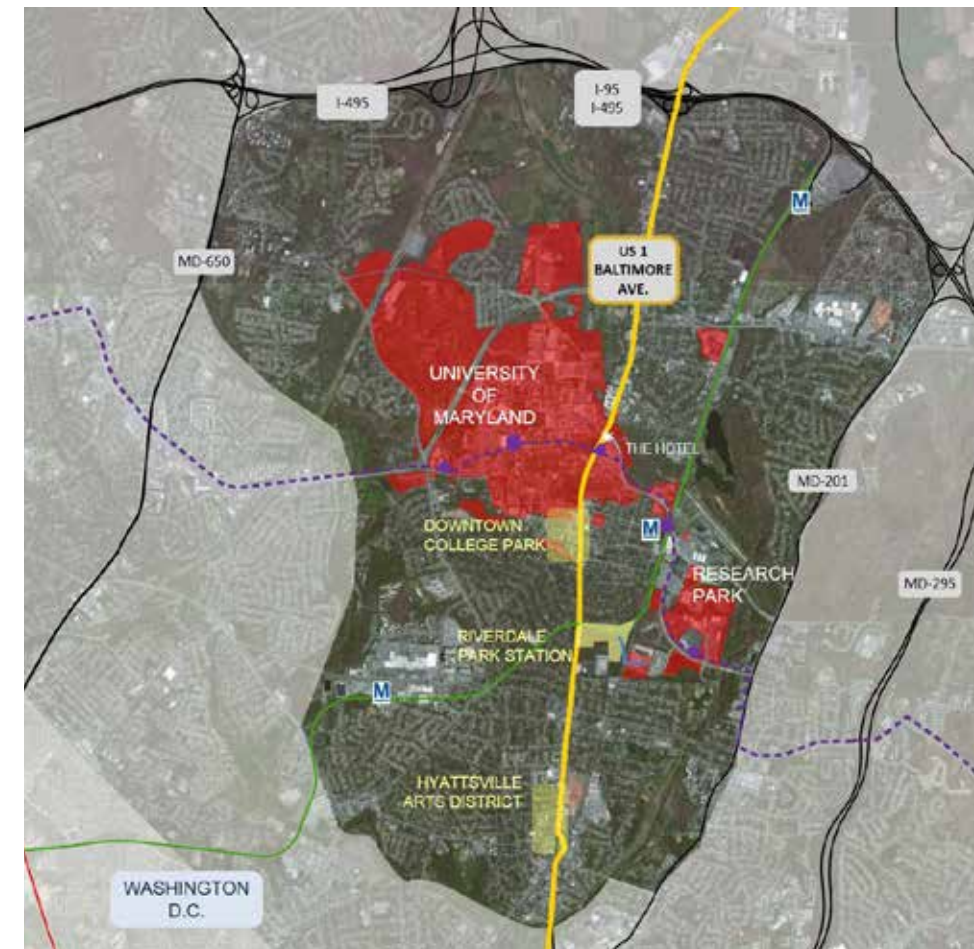 I-495
I-95
I-495
M
US 1
BALTIMORE
AVE.
MD-650
UNIVERSITY
OF
MARYLAND
THE HOTEL
MD-201
DOWNTOWN
COLLEGE PARK
M
RESEARCH
PARK
MD-295
RIVERDALE
PARK STATION
M
HYATTSVILLE
ARTS DISTRICT
WASHINGTON
D.C.